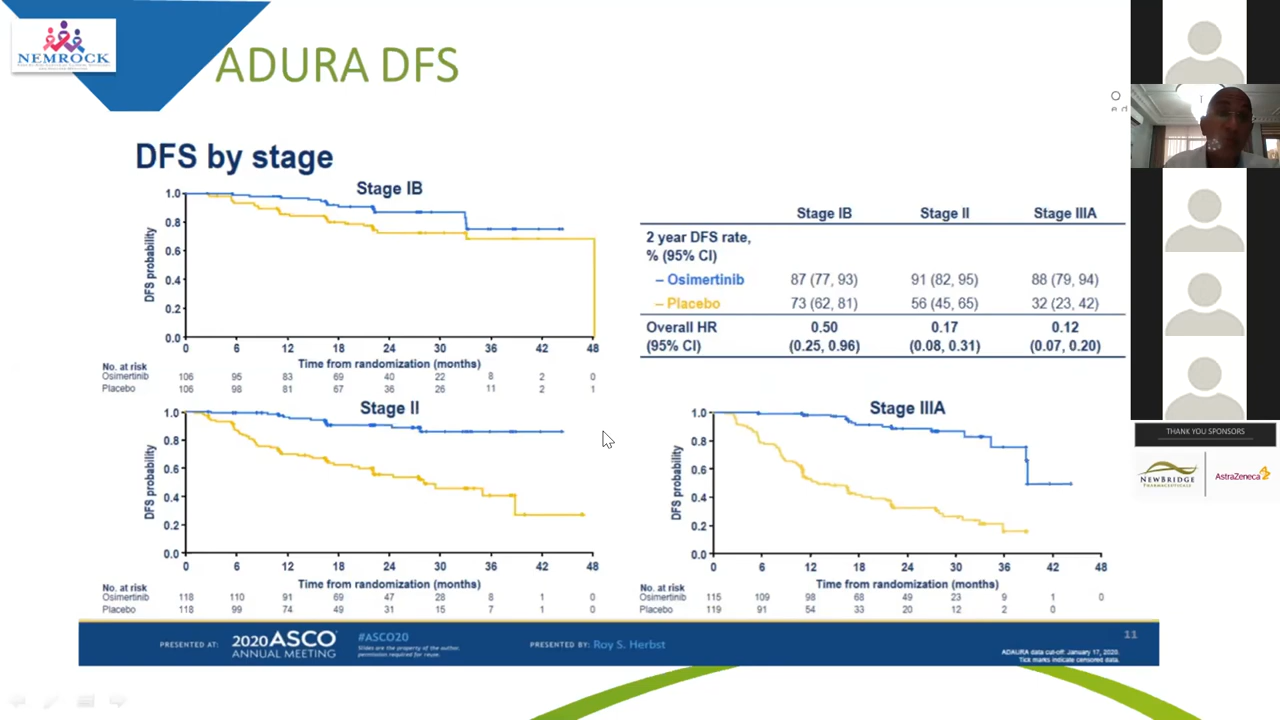 NEMROCK
ADURA DFS
DFS by stage
Stage IB
1.0
0.8
0.6
0.4
0.2
0.0
DFS probability
0 6 12 18 24 30 36 42 48
Time from randomization (months)
No. at risk
Osimertinib 106 95 83 69 40 22 8 2 0
Placebo 106 98 81 67 36 26 11 2 1
Stage IB Stage II Stage IIIA
2 year DFS rate,
% (95% CI)
– Osimertinib 87 (77, 93) 91 (82, 95) 88 (79, 94)
– Placebo 73 (62, 81) 56 (45, 65) 32 (23, 42)
Overall HR 0.50 0.17 0.12
(95% CI) (0.25, 0.96) (0.08, 0.31) (0.07, 0.20)
Stage II
1.0
0.8
0.6
0.4
0.2
0.0
DFS probability
0 6 12 18 24 30 36 42 48
Time from randomization (months)
No. at risk
Osimertinib 118 110 91 69 47 28 8 1 0
Placebo 118 99 74 49 31 15 7 1 0
Stage IIIA
1.0
0.8
0.6
0.4
0.2
0.0
DFS probability
0 6 12 18 24 30 36 42 48
Time from randomization (months)
No. at risk
Osimertinib 115 109 98 68 49 23 9 1 0
Placebo 119 91 54 33 20 12 2 0
PRESENTED AT:
2020 ASCO
ANNUAL MEETING
#ASCO20
Slides are the property of the author,
permission required for reuse.
PRESENTED BY: Roy S. Herbst
11
ADAURA data cut-off: January 17, 2020.
Tick marks indicate censored data.
THANK YOU SPONSORS
NEWBRIDGE
PHARMACEUTICALS
AstraZeneca